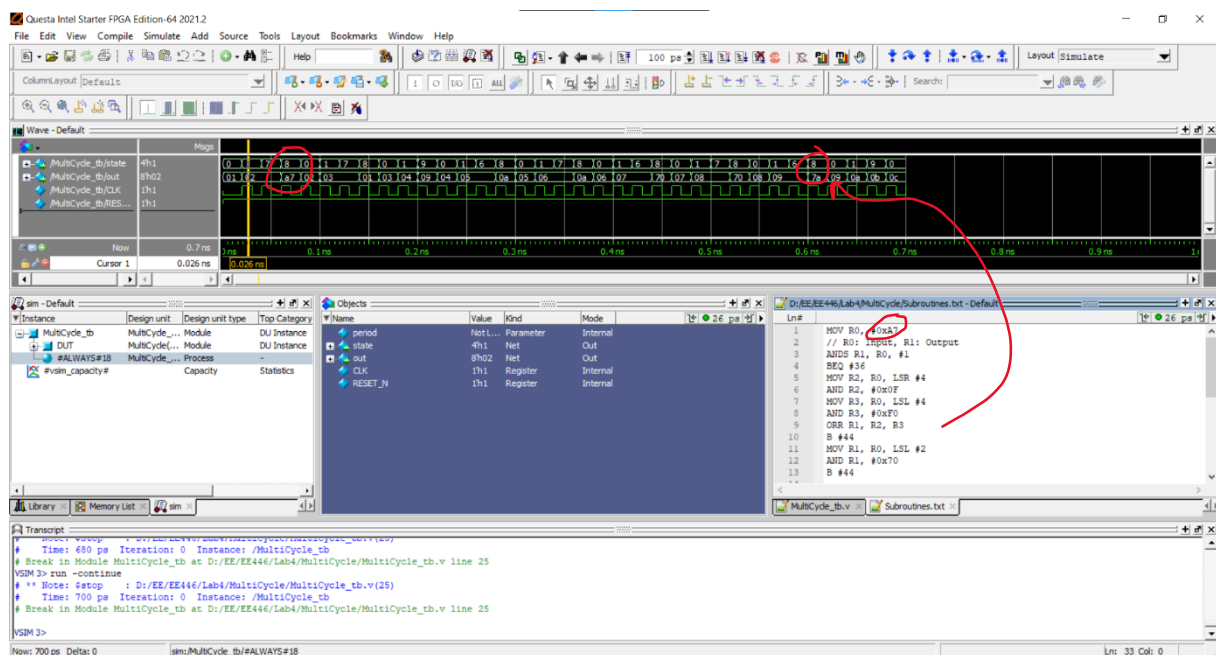 Questa Intel Starter FPGA Edition-64 2021.2
File Edit View Compile Simulate Add Source Tools Layout Bookmarks Window Help
Help 100 ps Layout Simulate
ColumnLayout Default Search:
Wave - Default
Msgs
/MultiCycle_tb/state 4'h1
/MultiCycle_tb/out 8'h02
/MultiCycle_tb/CLK 1'h1
/MultiCycle_tb/RES... 1'h1
Now 0.7 ns 0.1 ns 0.2 ns 0.3 ns 0.4 ns 0.5 ns 0.6 ns 0.7 ns 0.8 ns 0.9 ns
Cursor 1 0.026 ns 0.026 ns
sim - Default
Instance Design unit Design unit type Top Category
MultiCycle_tb MultiCycle_... Module DU Instance
DUT MultiCycle(... Module DU Instance
#ALWAYS#18 MultiCycle_... Process -
#vsim_capacity# Capacity Statistics
Library Memory List sim
Objects
Name Value Kind Mode 26 ps
period Not L... Parameter Internal
state 4'h1 Net Out
out 8'h02 Net Out
CLK 1'h1 Register Internal
RESET_N 1'h1 Register Internal
D:/EE/EE446/Lab4/MultiCycle/Subroutines.txt - Default
Ln# 26 ps
1 MOV R0, #0xA7
2 // R0: Input, R1: Output
3 ANDS R1, R0, #1
4 BEQ #36
5 MOV R2, R0, LSR #4
6 AND R2, #0x0F
7 MOV R3, R0, LSL #4
8 AND R3, #0xF0
9 ORR R1, R2, R3
10 B #44
11 MOV R1, R0, LSL #2
12 AND R1, #0x70
13 B #44
MultiCycle_tb.v Subroutines.txt
Transcript
# Time: 680 ps Iteration: 0 Instance: /MultiCycle_tb
# Break in Module MultiCycle_tb at D:/EE/EE446/Lab4/MultiCycle/MultiCycle_tb.v line 25
VSIM 3> run -continue
# ** Note: $stop : D:/EE/EE446/Lab4/MultiCycle/MultiCycle_tb.v(25)
# Time: 700 ps Iteration: 0 Instance: /MultiCycle_tb
# Break in Module MultiCycle_tb at D:/EE/EE446/Lab4/MultiCycle/MultiCycle_tb.v line 25
VSIM 3>
Now: 700 ps Delta: 0 sim:/MultiCycle_tb/#ALWAYS#18 Ln: 33 Col: 0